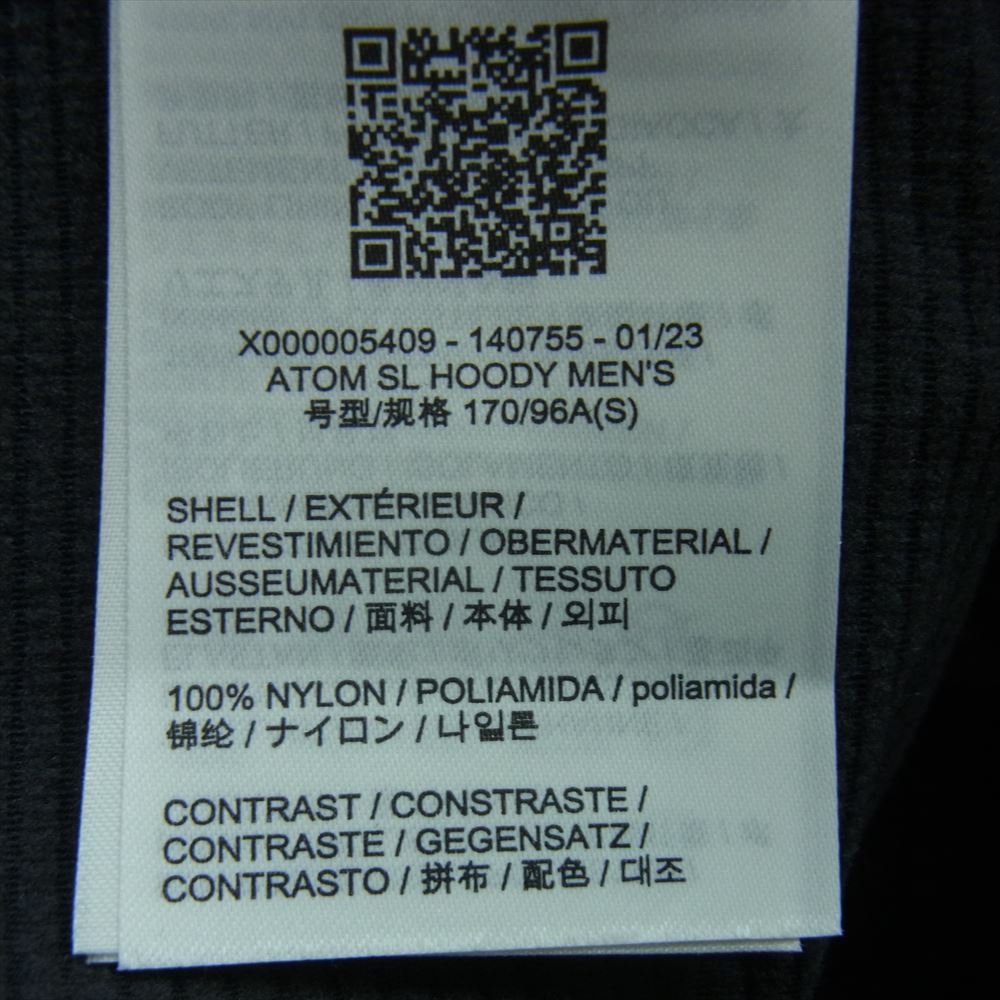 X000005409 - 140755 - 01/23
ATOM SL HOODY MEN'S
号型/规格 170/96A(S)
SHELL / EXTÉRIEUR /
REVESTIMIENTO / OBERMATERIAL /
AUSSEUMATERIAL / TESSUTO
ESTERNO / 面料 / 本体 / 외피
100% NYLON / POLIAMIDA / poliamida /
锦纶 / ナイロン / 나일론
CONTRAST / CONSTRASTE /
CONTRASTE / GEGENSATZ /
CONTRASTO / 拼布 / 配色 / 대조